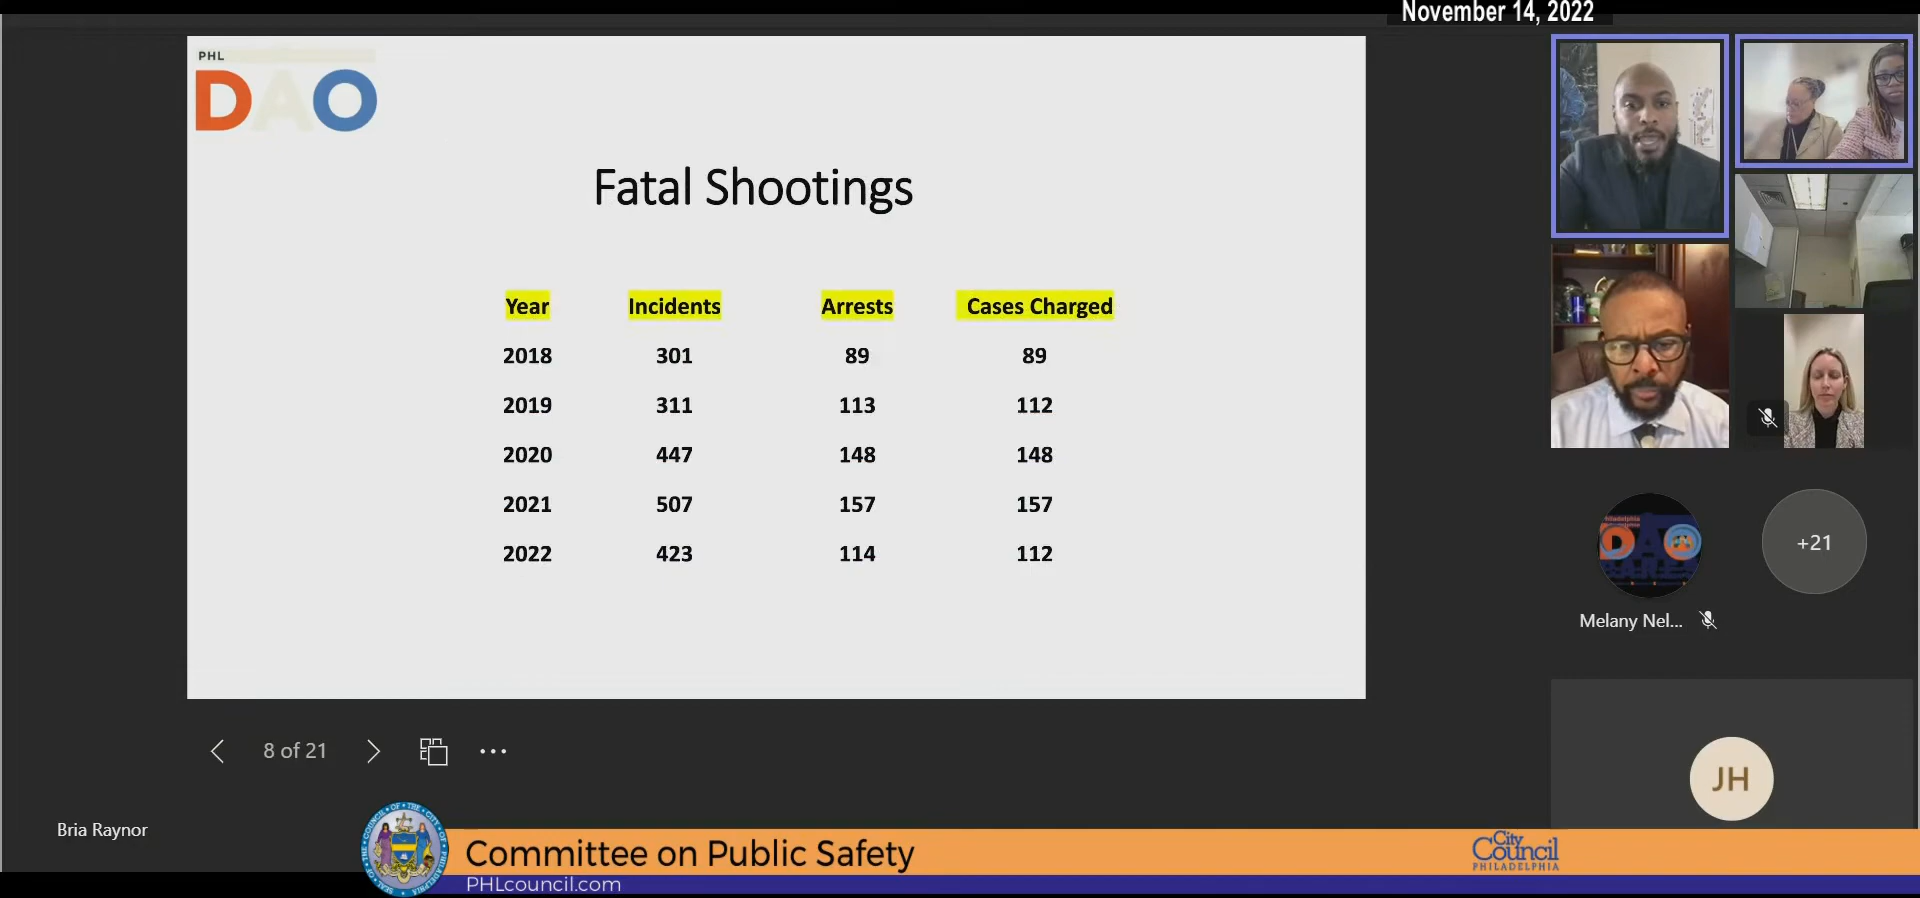 November 14, 2022
PHL
DAO
Fatal Shootings
Year Incidents Arrests Cases Charged
2018 301 89 89
2019 311 113 112
2020 447 148 148
2021 507 157 157
2022 423 114 112
+21
Melany Nel...
8 of 21
JH
Bria Raynor
Committee on Public Safety
PHLcouncil.com
City
Council
PHILADELPHIA